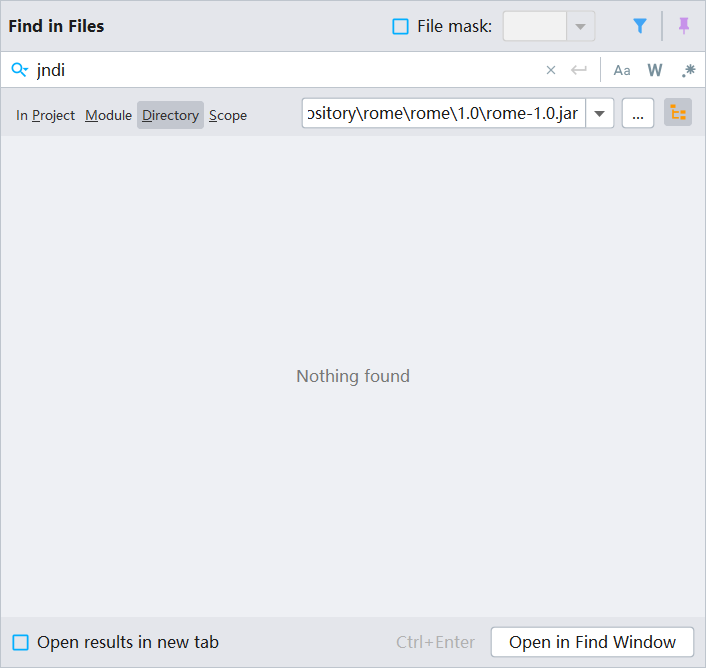 Find in Files File mask:
jndi Aa W .*
In Project Module Directory Scope ository\rome\rome\1.0\rome-1.0.jar ...
Nothing found
Open results in new tab Ctrl+Enter Open in Find Window